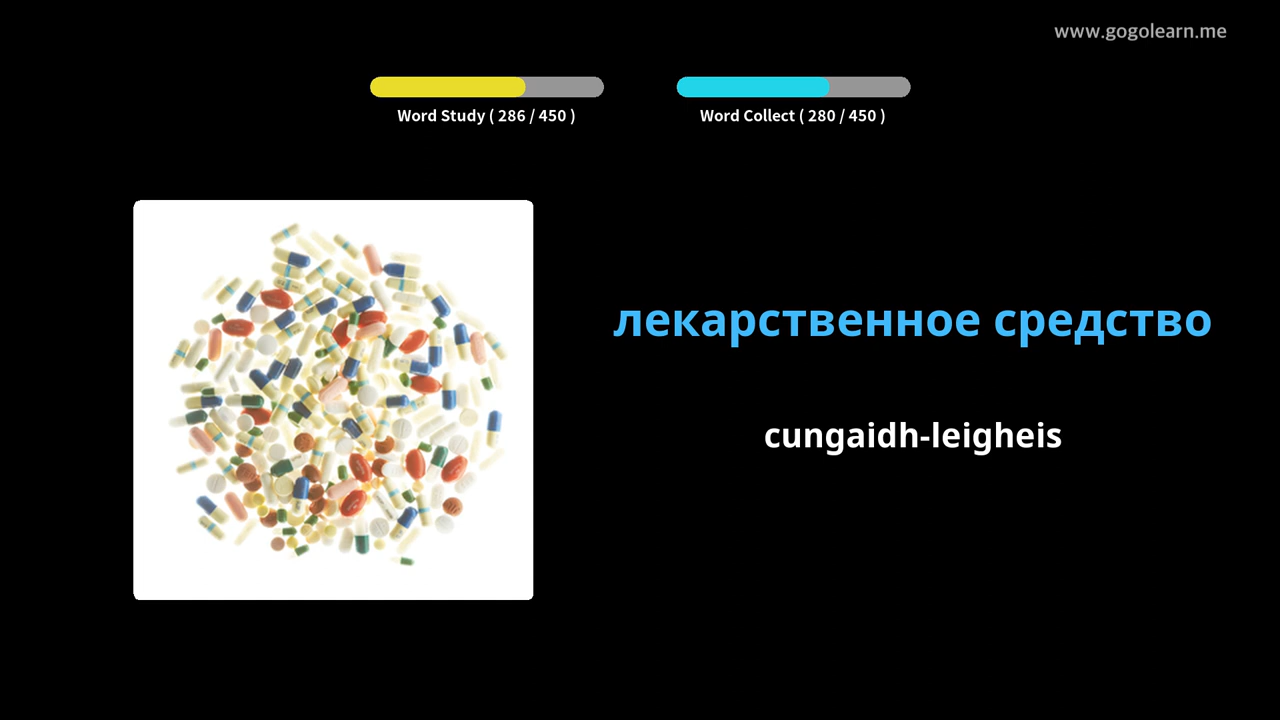 www.gogolearn.me
Word Study ( 286 / 450 )
Word Collect ( 280 / 450 )
лекарственное средство
cungaidh-leigheis